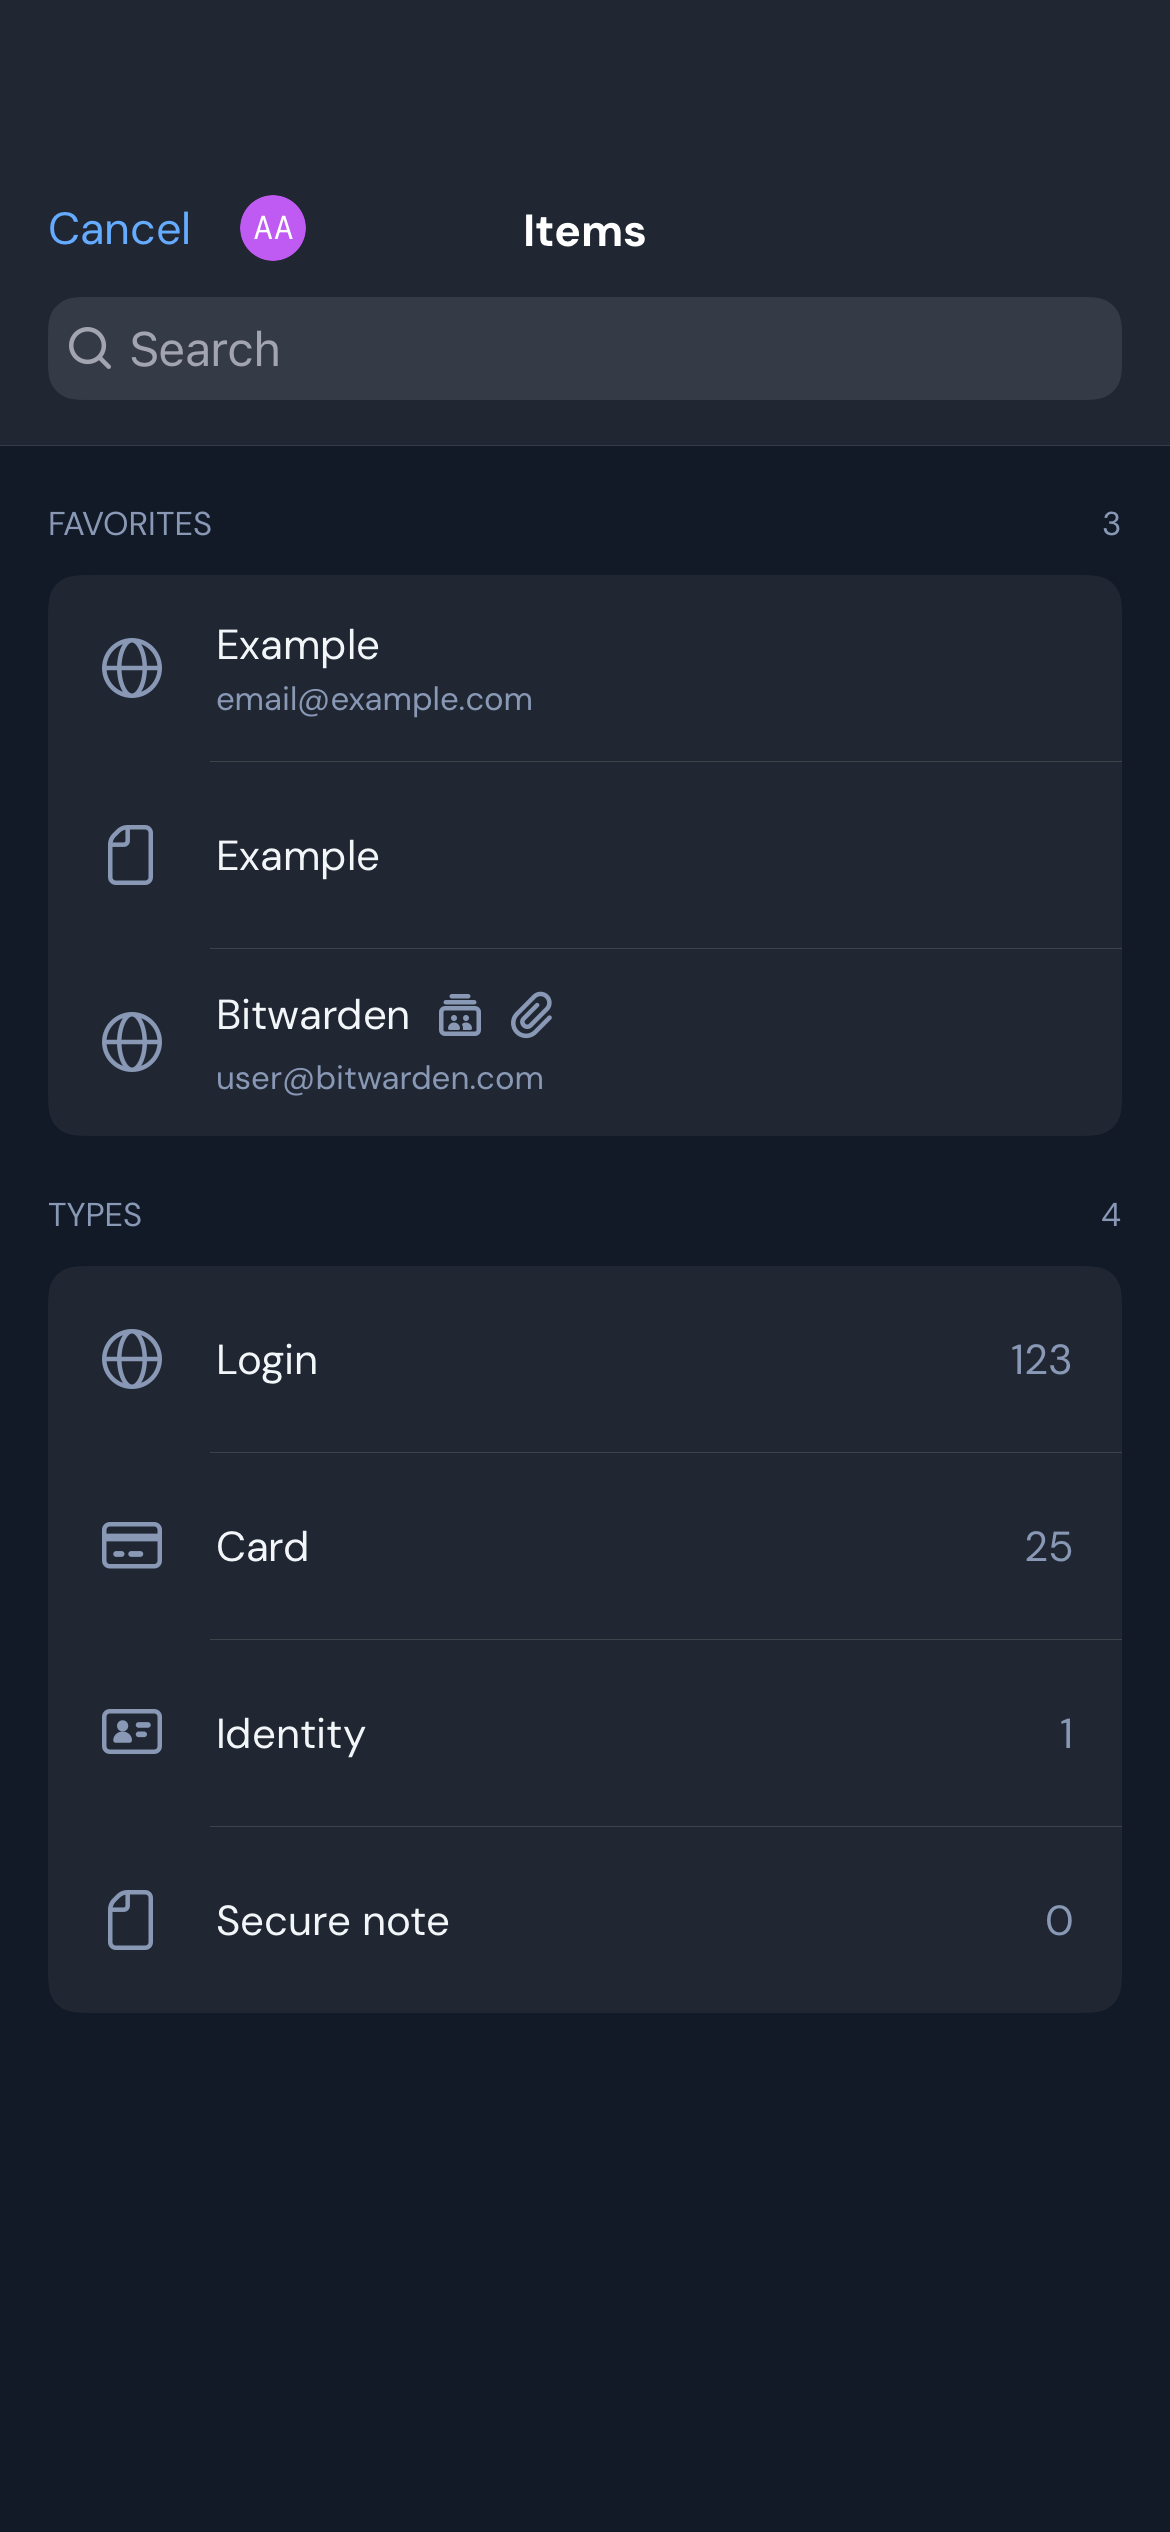 Cancel AA Items
Search
FAVORITES 3
Example
email@example.com
Example
Bitwarden
user@bitwarden.com
TYPES 4
Login 123
Card 25
Identity 1
Secure note 0